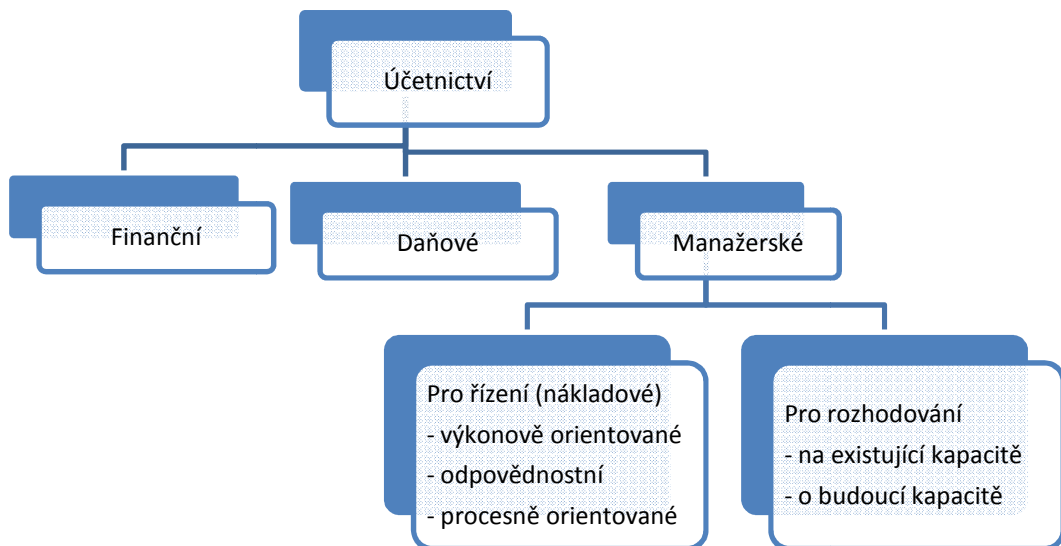 Účetnictví
Finanční
Daňové
Manažerské
Pro řízení (nákladové)
- výkonově orientované
- odpovědnostní
- procesně orientované
Pro rozhodování
- na existující kapacitě
- o budoucí kapacitě